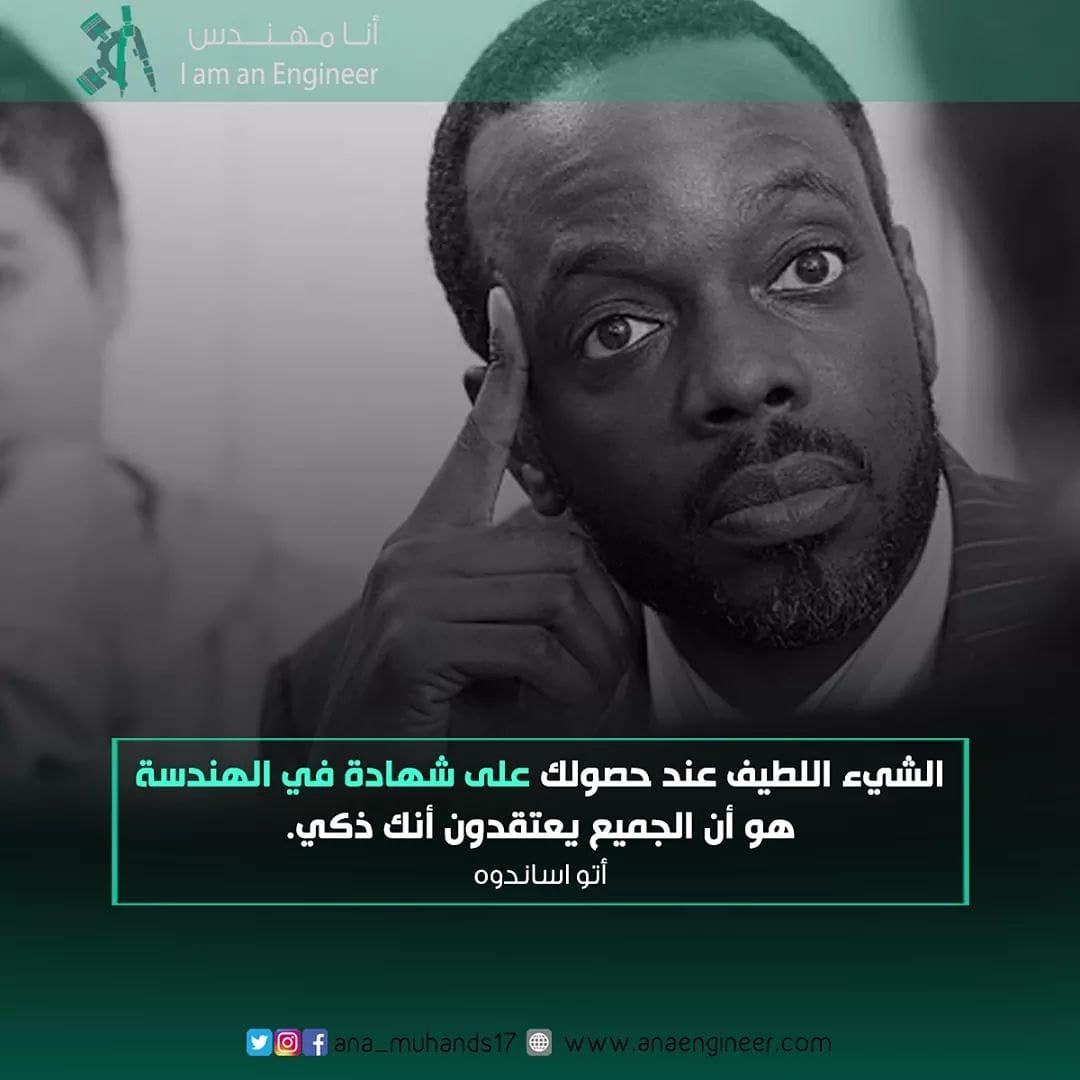 أنا مهندس
I am an Engineer
الشيء اللطيف عند حصولك على شهادة في الهندسة
هو أن الجميع يعتقدون أنك ذكي.
أتو اساندوه
ana_muhands17 www.anaengineer.com